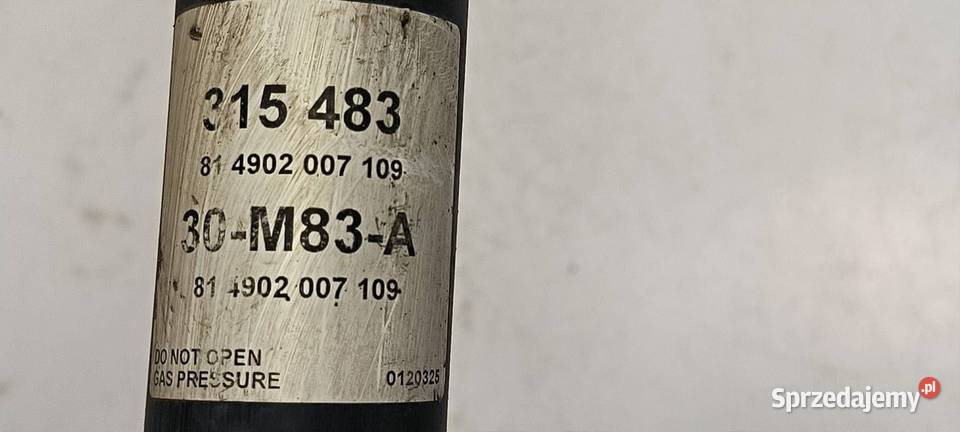 315 483
81 4902 007 109
30-M83-A
81 4902 007 109
DO NOT OPEN
GAS PRESSURE
0120325
Sprzedajemy.pl